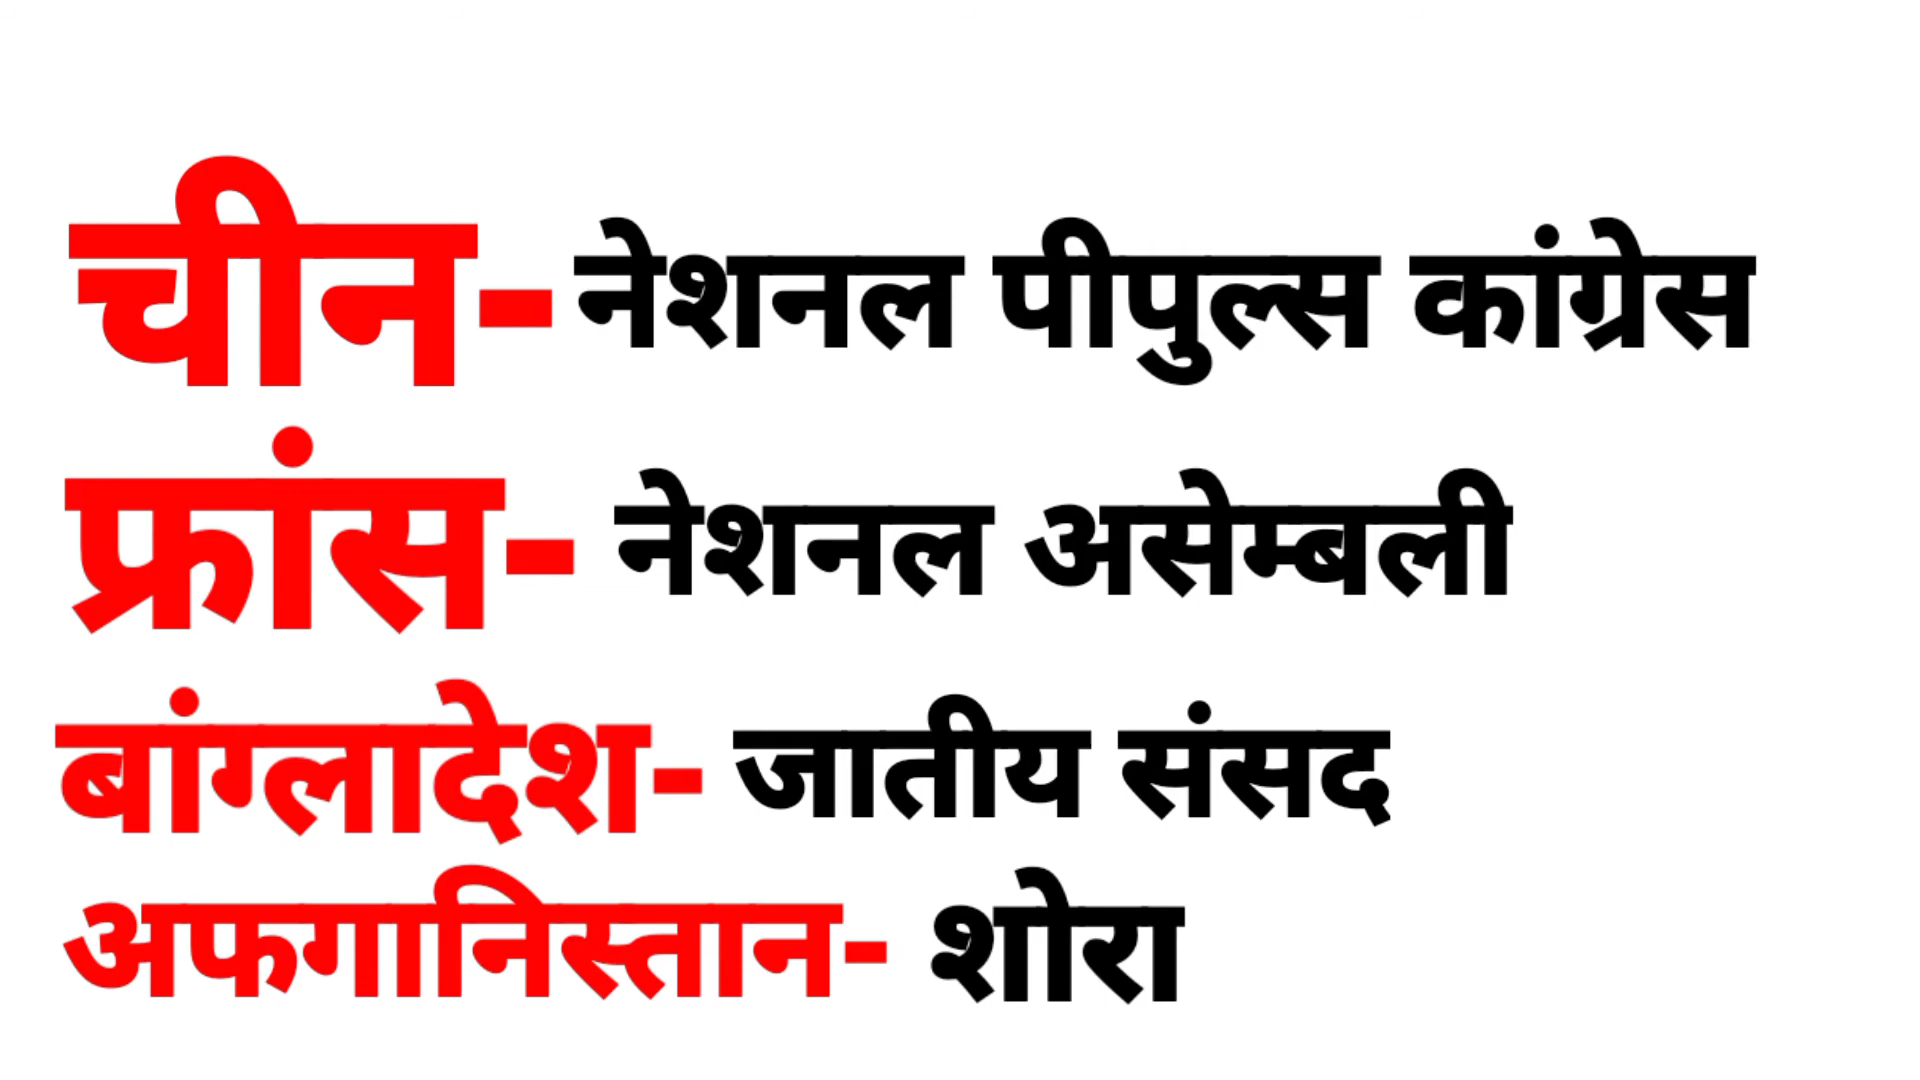 चीन- नेशनल पीपुल्स कांग्रेस
फ्रांस- नेशनल असेम्बली
बांग्लादेश- जातीय संसद
अफगानिस्तान- शोरा